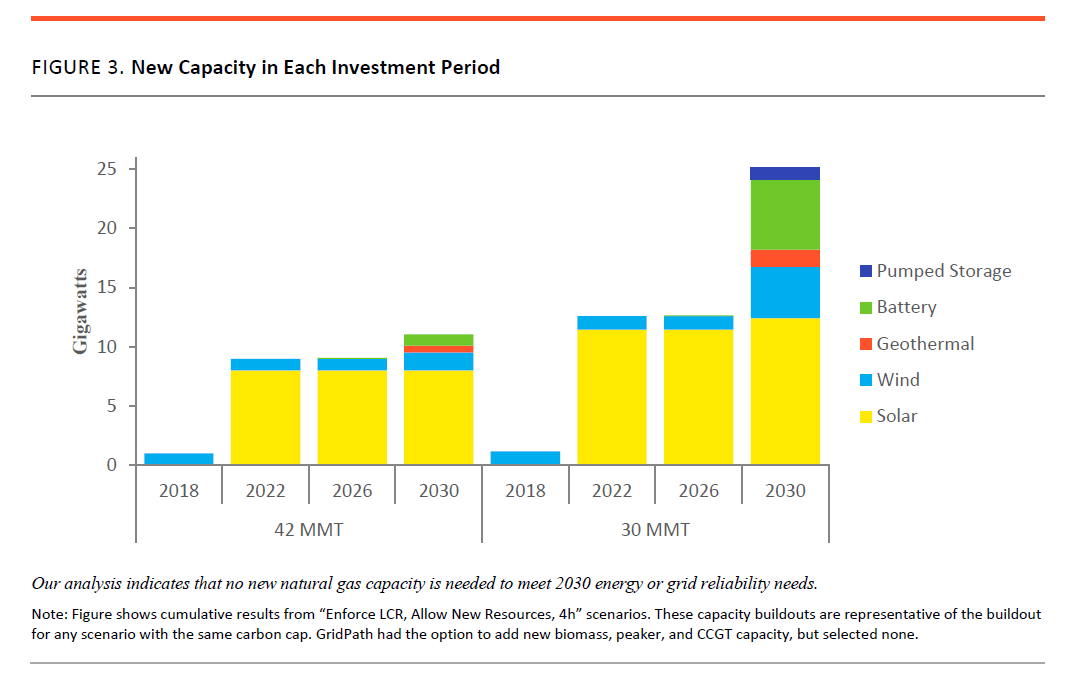 FIGURE 3. New Capacity in Each Investment Period
25
20
15
10
5
0
Gigawatts
Pumped Storage
Battery
Geothermal
Wind
Solar
2018 2022 2026 2030 2018 2022 2026 2030
42 MMT 30 MMT
Our analysis indicates that no new natural gas capacity is needed to meet 2030 energy or grid reliability needs.
Note: Figure shows cumulative results from “Enforce LCR, Allow New Resources, 4h” scenarios. These capacity buildouts are representative of the buildout
for any scenario with the same carbon cap. GridPath had the option to add new biomass, peaker, and CCGT capacity, but selected none.